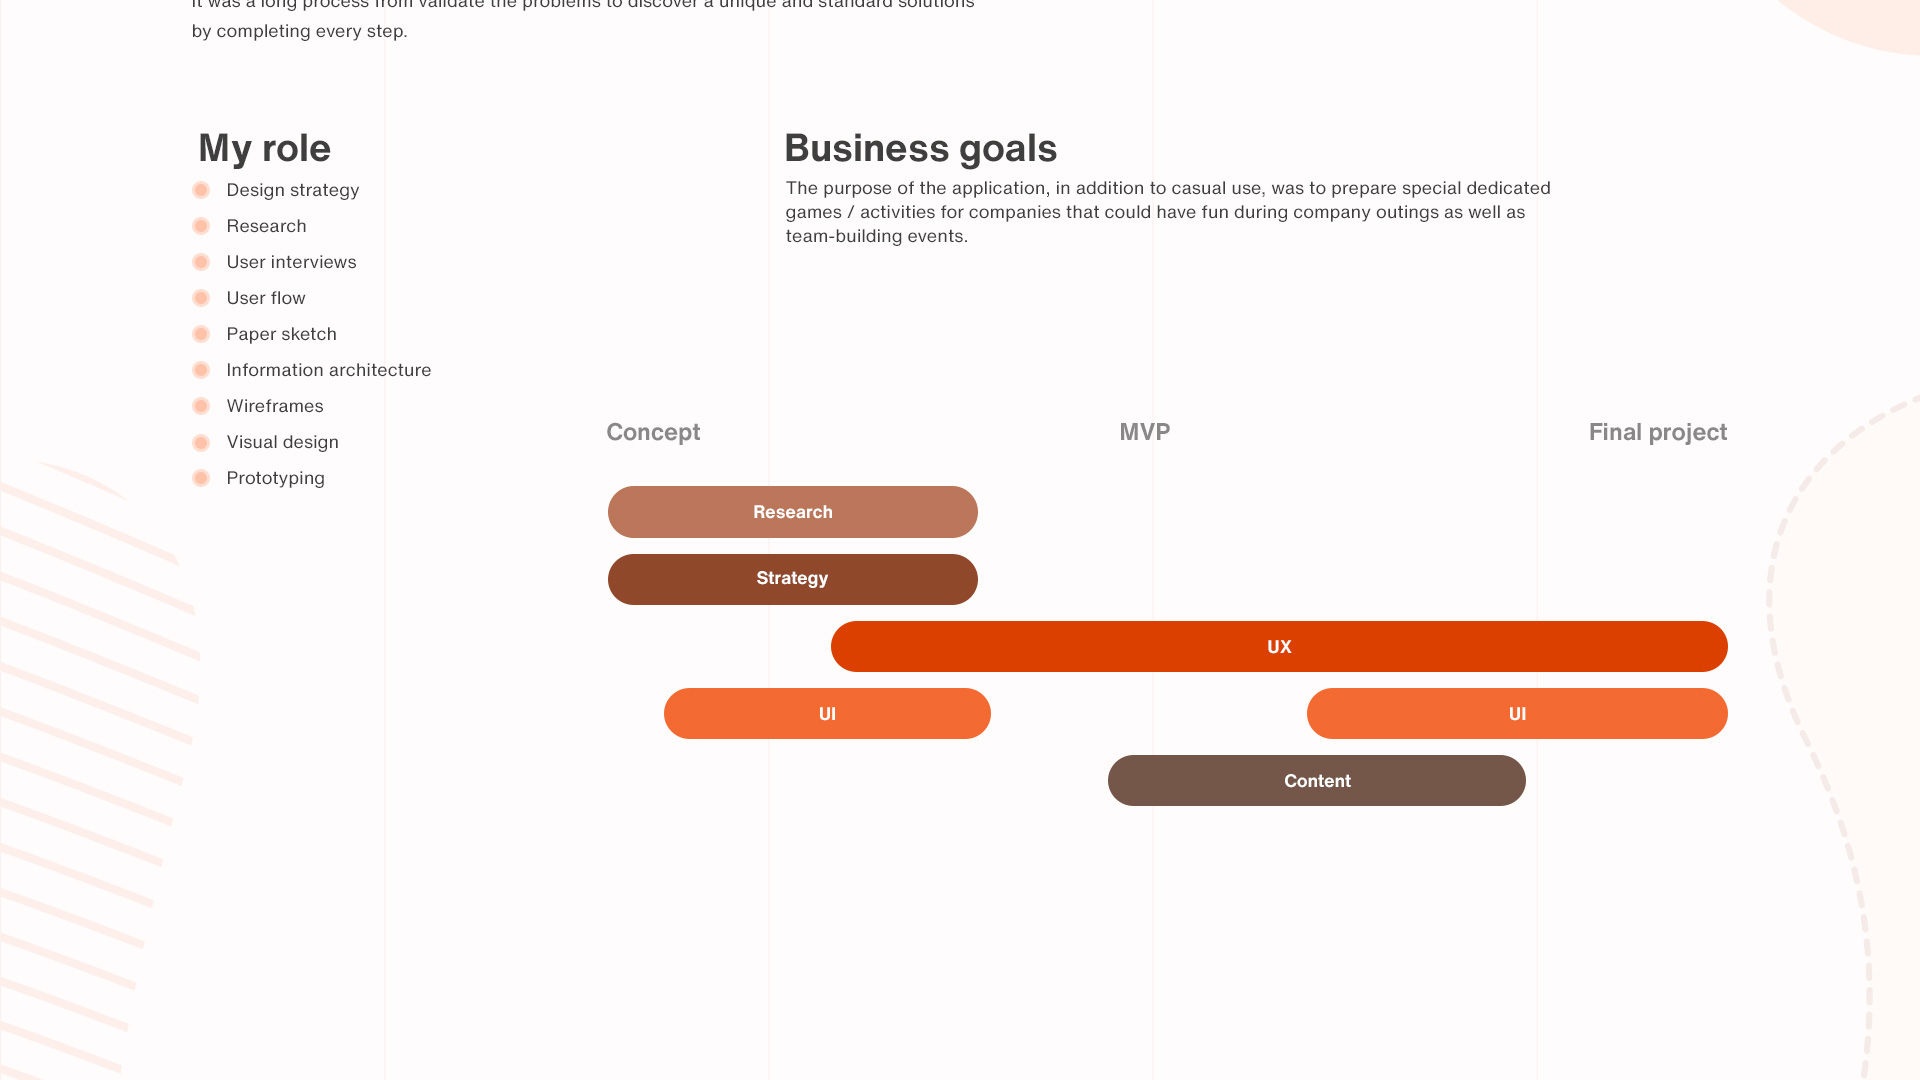 It was a long process from validate the problems to discover a unique and standard solutions
by completing every step.
My role
Design strategy
Research
User interviews
User flow
Paper sketch
Information architecture
Wireframes
Visual design
Prototyping
Business goals
The purpose of the application, in addition to casual use, was to prepare special dedicated
games / activities for companies that could have fun during company outings as well as
team-building events.
Concept
MVP
Final project
Research
Strategy
UX
UI
UI
Content